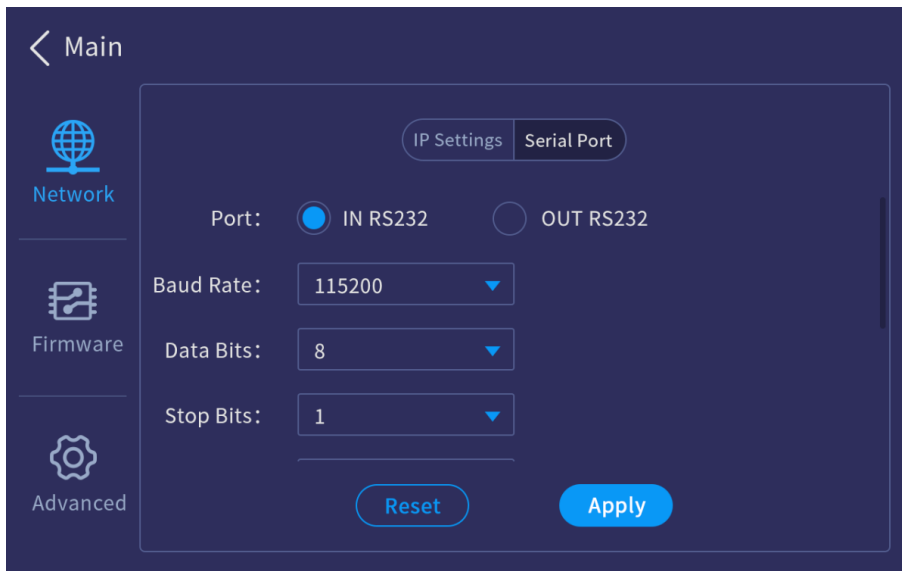 Main
IP Settings Serial Port
Network
Port: IN RS232 OUT RS232
Baud Rate: 115200
Firmware
Data Bits: 8
Stop Bits: 1
Advanced
Reset Apply